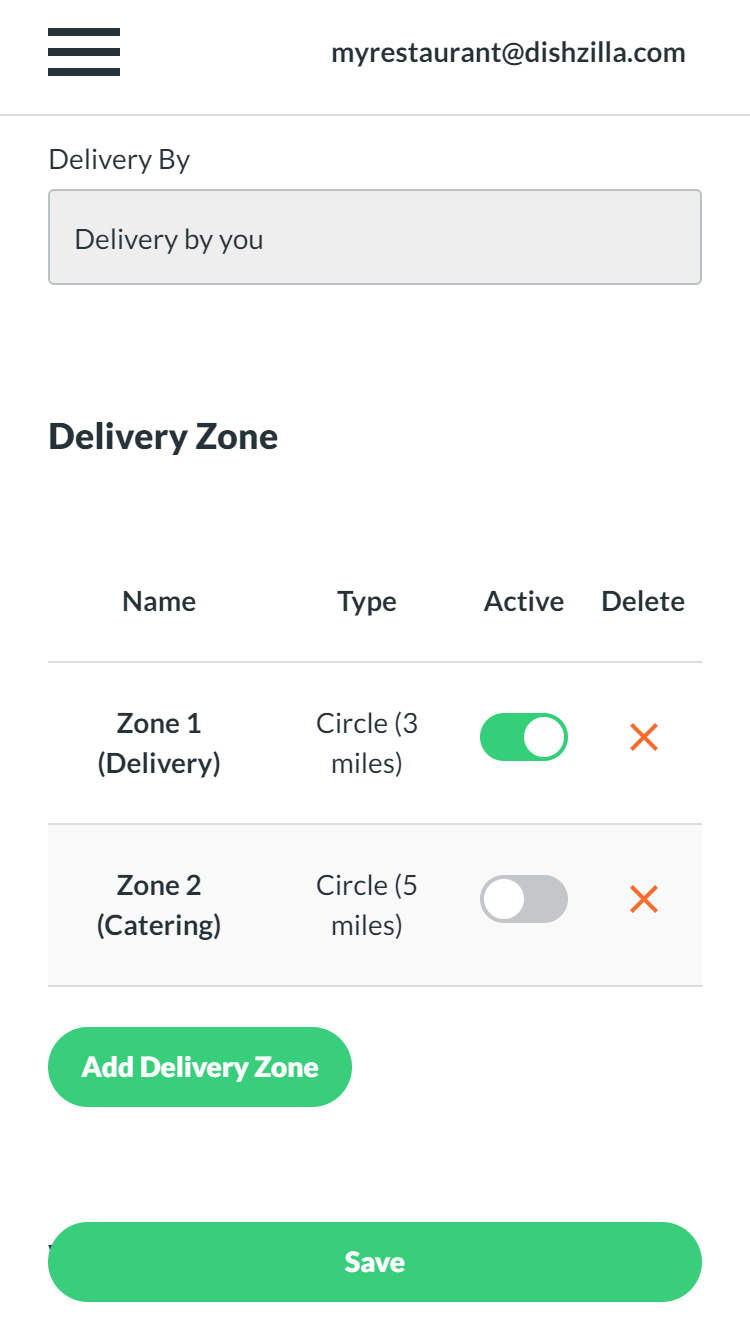 myrestaurant@dishzilla.com
Delivery By
Delivery by you
Delivery Zone
Name Type Active Delete
Zone 1 Circle (3
(Delivery) miles)
Zone 2 Circle (5
(Catering) miles)
Add Delivery Zone
Save